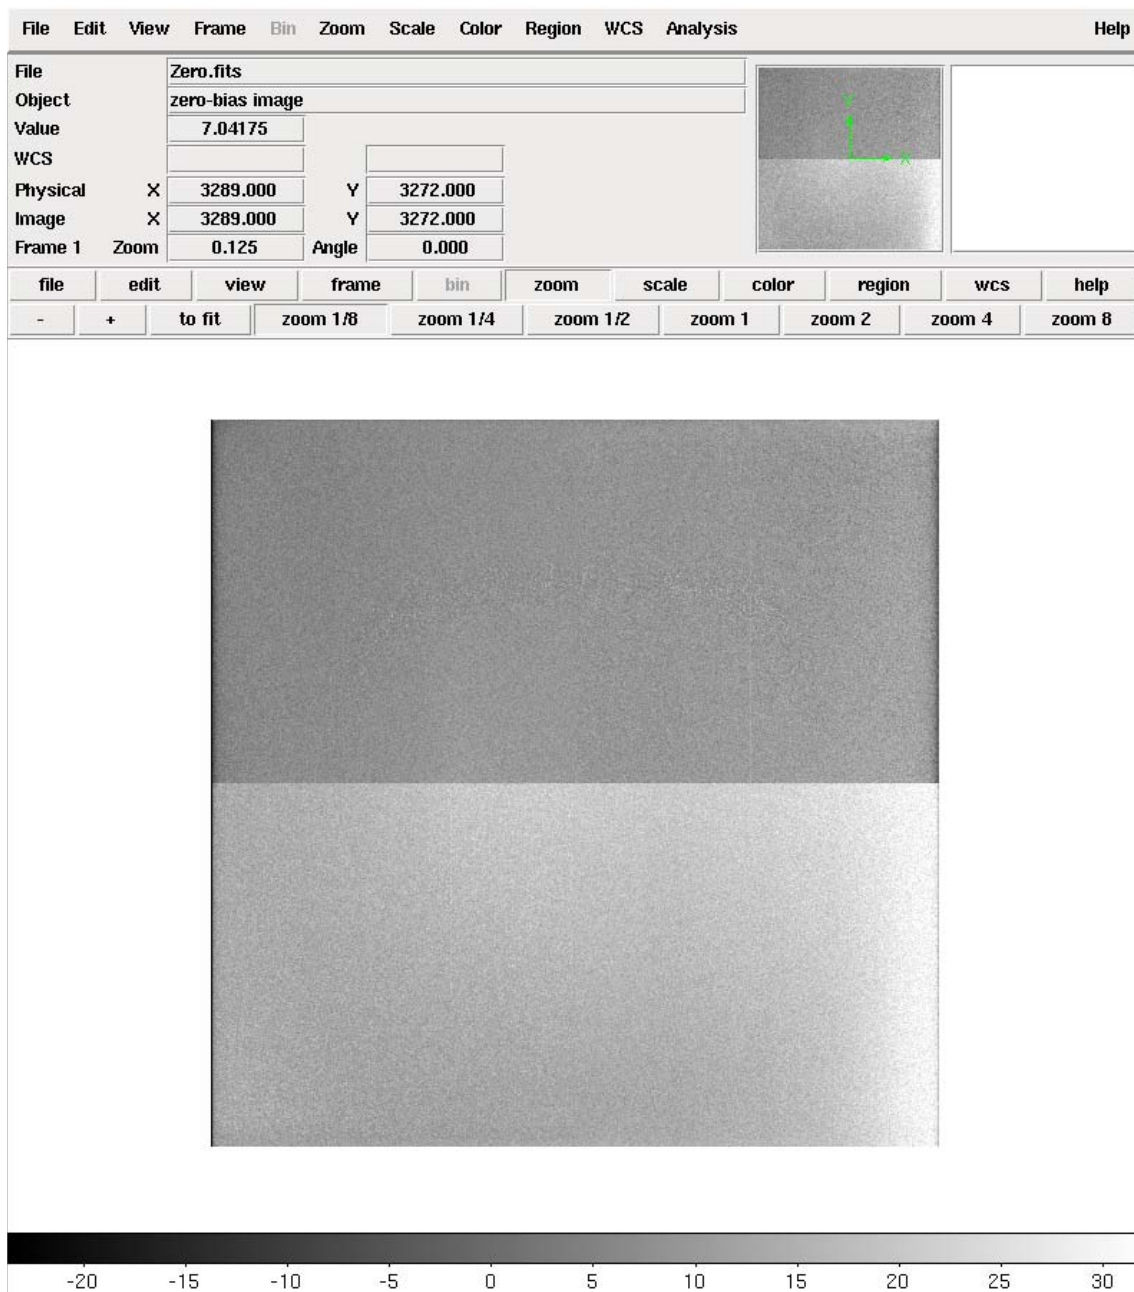 File Edit View Frame Bin Zoom Scale Color Region WCS Analysis Help
File Zero.fits
Object zero-bias image
Value 7.04175
WCS
Physical X 3289.000 Y 3272.000
Image X 3289.000 Y 3272.000
Frame 1 Zoom 0.125 Angle 0.000
Y
X
file edit view frame bin zoom scale color region wcs help
- + to fit zoom 1/8 zoom 1/4 zoom 1/2 zoom 1 zoom 2 zoom 4 zoom 8
-20 -15 -10 -5 0 5 10 15 20 25 30